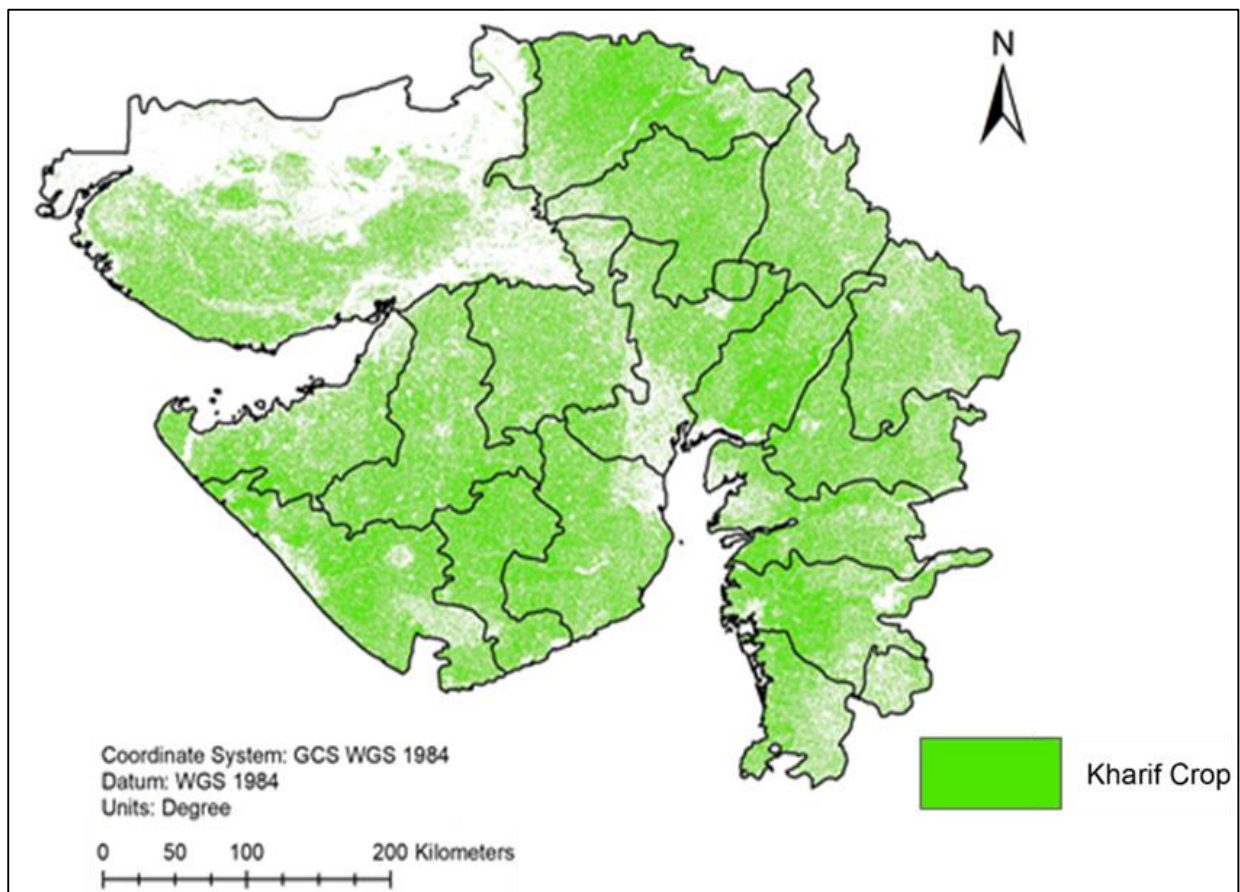 N
Coordinate System: GCS WGS 1984
Datum: WGS 1984
Units: Degree
0 50 100 200 Kilometers
Kharif Crop